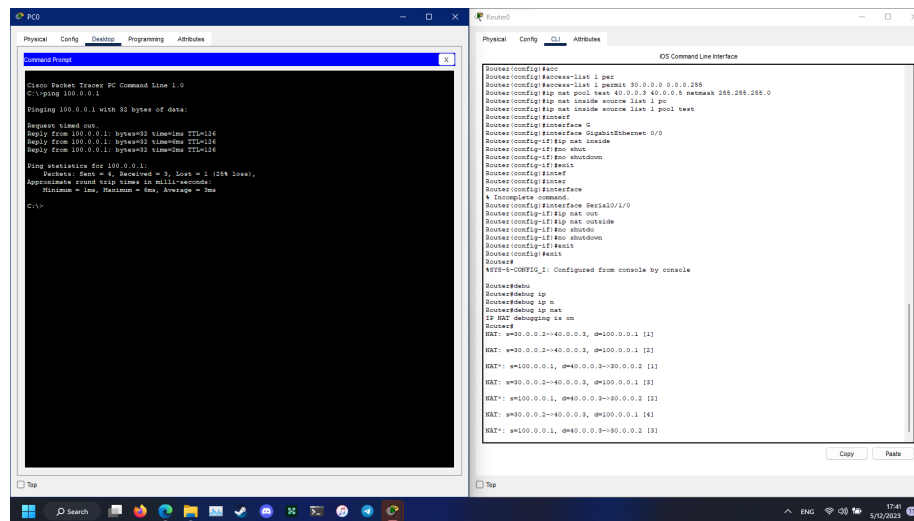 PC0
Physical Config Desktop Programming Attributes
Command Prompt
X
Cisco Packet Tracer PC Command Line 1.0
C:\>ping 100.0.0.1
Pinging 100.0.0.1 with 32 bytes of data:
Request timed out.
Reply from 100.0.0.1: bytes=32 time=1ms TTL=126
Reply from 100.0.0.1: bytes=32 time=6ms TTL=126
Reply from 100.0.0.1: bytes=32 time=2ms TTL=126
Ping statistics for 100.0.0.1:
Packets: Sent = 4, Received = 3, Lost = 1 (25% loss),
Approximate round trip times in milli-seconds:
Minimum = 1ms, Maximum = 6ms, Average = 3ms
C:\>
Top
Router0
Physical Config CLI Attributes
IOS Command Line Interface
Router(config)#acc
Router(config)#access-list 1 per
Router(config)#access-list 1 permit 30.0.0.0 0.0.0.255
Router(config)#ip nat pool test 40.0.0.3 40.0.0.5 netmask 255.255.255.0
Router(config)#ip nat inside source list 1 po
Router(config)#ip nat inside source list 1 pool test
Router(config)#interf
Router(config)#interface G
Router(config)#interface GigabitEthernet 0/0
Router(config-if)#ip nat inside
Router(config-if)#no shut
Router(config-if)#no shutdown
Router(config-if)#exit
Router(config)#intef
Router(config)#inter
Router(config)#interface
% Incomplete command.
Router(config)#interface Serial0/1/0
Router(config-if)#ip nat out
Router(config-if)#ip nat outside
Router(config-if)#no shutdo
Router(config-if)#no shutdown
Router(config-if)#exit
Router(config)#exit
Router#
%SYS-5-CONFIG_I: Configured from console by console
Router#debu
Router#debug ip
Router#debug ip n
Router#debug ip nat
IP NAT debugging is on
Router#
NAT: s=30.0.0.2->40.0.0.3, d=100.0.0.1 [1]
NAT: s=30.0.0.2->40.0.0.3, d=100.0.0.1 [2]
NAT*: s=100.0.0.1, d=40.0.0.3->30.0.0.2 [1]
NAT: s=30.0.0.2->40.0.0.3, d=100.0.0.1 [3]
NAT*: s=100.0.0.1, d=40.0.0.3->30.0.0.2 [2]
NAT: s=30.0.0.2->40.0.0.3, d=100.0.0.1 [4]
NAT*: s=100.0.0.1, d=40.0.0.3->30.0.0.2 [3]
Copy Paste
Top
Search
ENG
17:41
5/12/2023